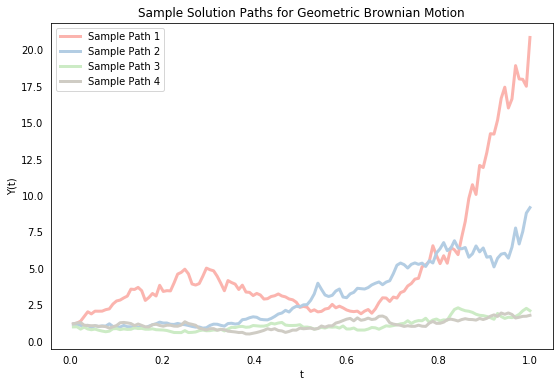 Sample Solution Paths for Geometric Brownian Motion
Sample Path 1
Sample Path 2
Sample Path 3
Sample Path 4
Y(t)
20.0
17.5
15.0
12.5
10.0
7.5
5.0
2.5
0.0
0.0 0.2 0.4 0.6 0.8 1.0
t